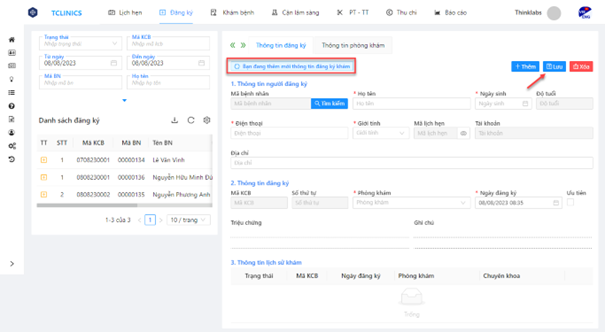 TCLINICS Lịch hẹn Đăng ký Khám bệnh Cận lâm sàng PT - TT Thu chi Báo cáo Thinklabs
Trạng thái Mã KCB
Nhập trạng thái Nhập mã kcb
Từ ngày Đến ngày
08/08/2023 08/08/2023
Mã BN Họ tên
Nhập mã bn Nhập họ tên
Danh sách đăng ký
TT STT Mã KCB Mã BN Tên BN
1 0708230001 00000134 Lê Văn Vinh
1 0808230001 00000136 Nguyễn Hữu Minh Đứ
2 0808230002 00000135 Nguyễn Phương Anh
1-3 của 3 1 10 / trang
Thông tin đăng ký Thông tin phòng khám
Bạn đang thêm mới thông tin đăng ký khám + Thêm Lưu Xóa
1. Thông tin người đăng ký
Mã bệnh nhân * Họ tên * Ngày sinh Độ tuổi
Mã bệnh nhân Tìm kiếm Họ tên Ngày sinh Độ tuổi
* Điện thoại * Giới tính Mã lịch hẹn Tài khoản
Điện thoại Giới tính Mã lịch hẹn Tài khoản
Địa chỉ
Địa chỉ
2. Thông tin đăng ký
Mã KCB Số thứ tự * Phòng khám * Ngày đăng ký Ưu tiên
Mã KCB Số thứ tự Phòng khám 08/08/2023 08:35
Triệu chứng Ghi chú
3. Thông tin lịch sử khám
Trạng thái Mã KCB Ngày đăng ký Phòng khám Chuyên khoa
Trống